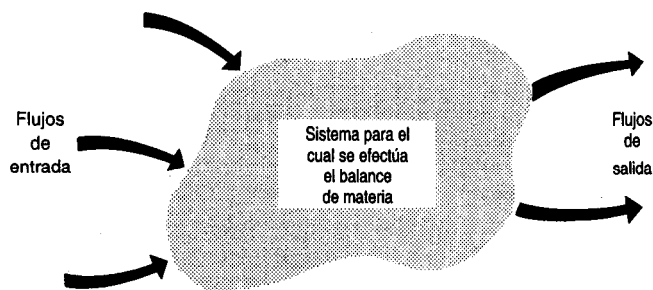 Flujos
de
entrada
Sistema para el
cual se efectúa
el balance
de materia
Flujos
de
salida